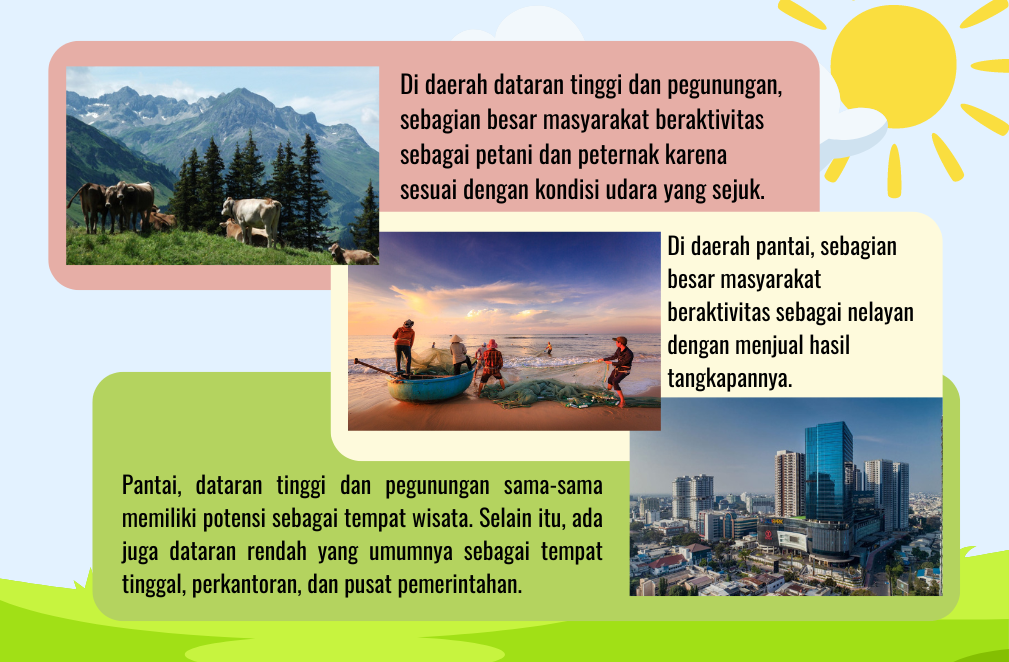 Di daerah dataran tinggi dan pegunungan,
sebagian besar masyarakat beraktivitas
sebagai petani dan peternak karena
sesuai dengan kondisi udara yang sejuk.
Di daerah pantai, sebagian
besar masyarakat
beraktivitas sebagai nelayan
dengan menjual hasil
tangkapannya.
Pantai, dataran tinggi dan pegunungan sama-sama
memiliki potensi sebagai tempat wisata. Selain itu, ada
juga dataran rendah yang umumnya sebagai tempat
tinggal, perkantoran, dan pusat pemerintahan.